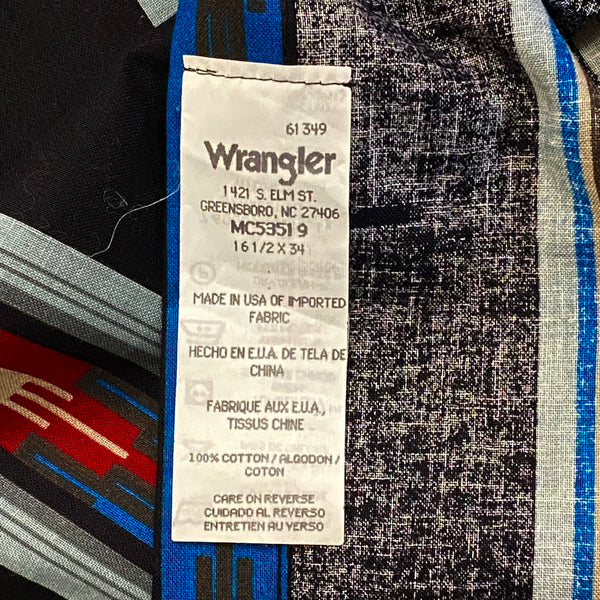 61349
Wrangler
1421 S. ELM ST.
GREENSBORO, NC 27406
MC53519
16 1/2 X 34
MADE IN USA OF IMPORTED
FABRIC
HECHO EN E.U.A. DE TELA DE
CHINA
FABRIQUE AUX E.U.A.,
TISSUS CHINE
100% COTTON / ALGODON /
COTON
CARE ON REVERSE
CUIDADO AL REVERSO
ENTRETIEN AU VERSO